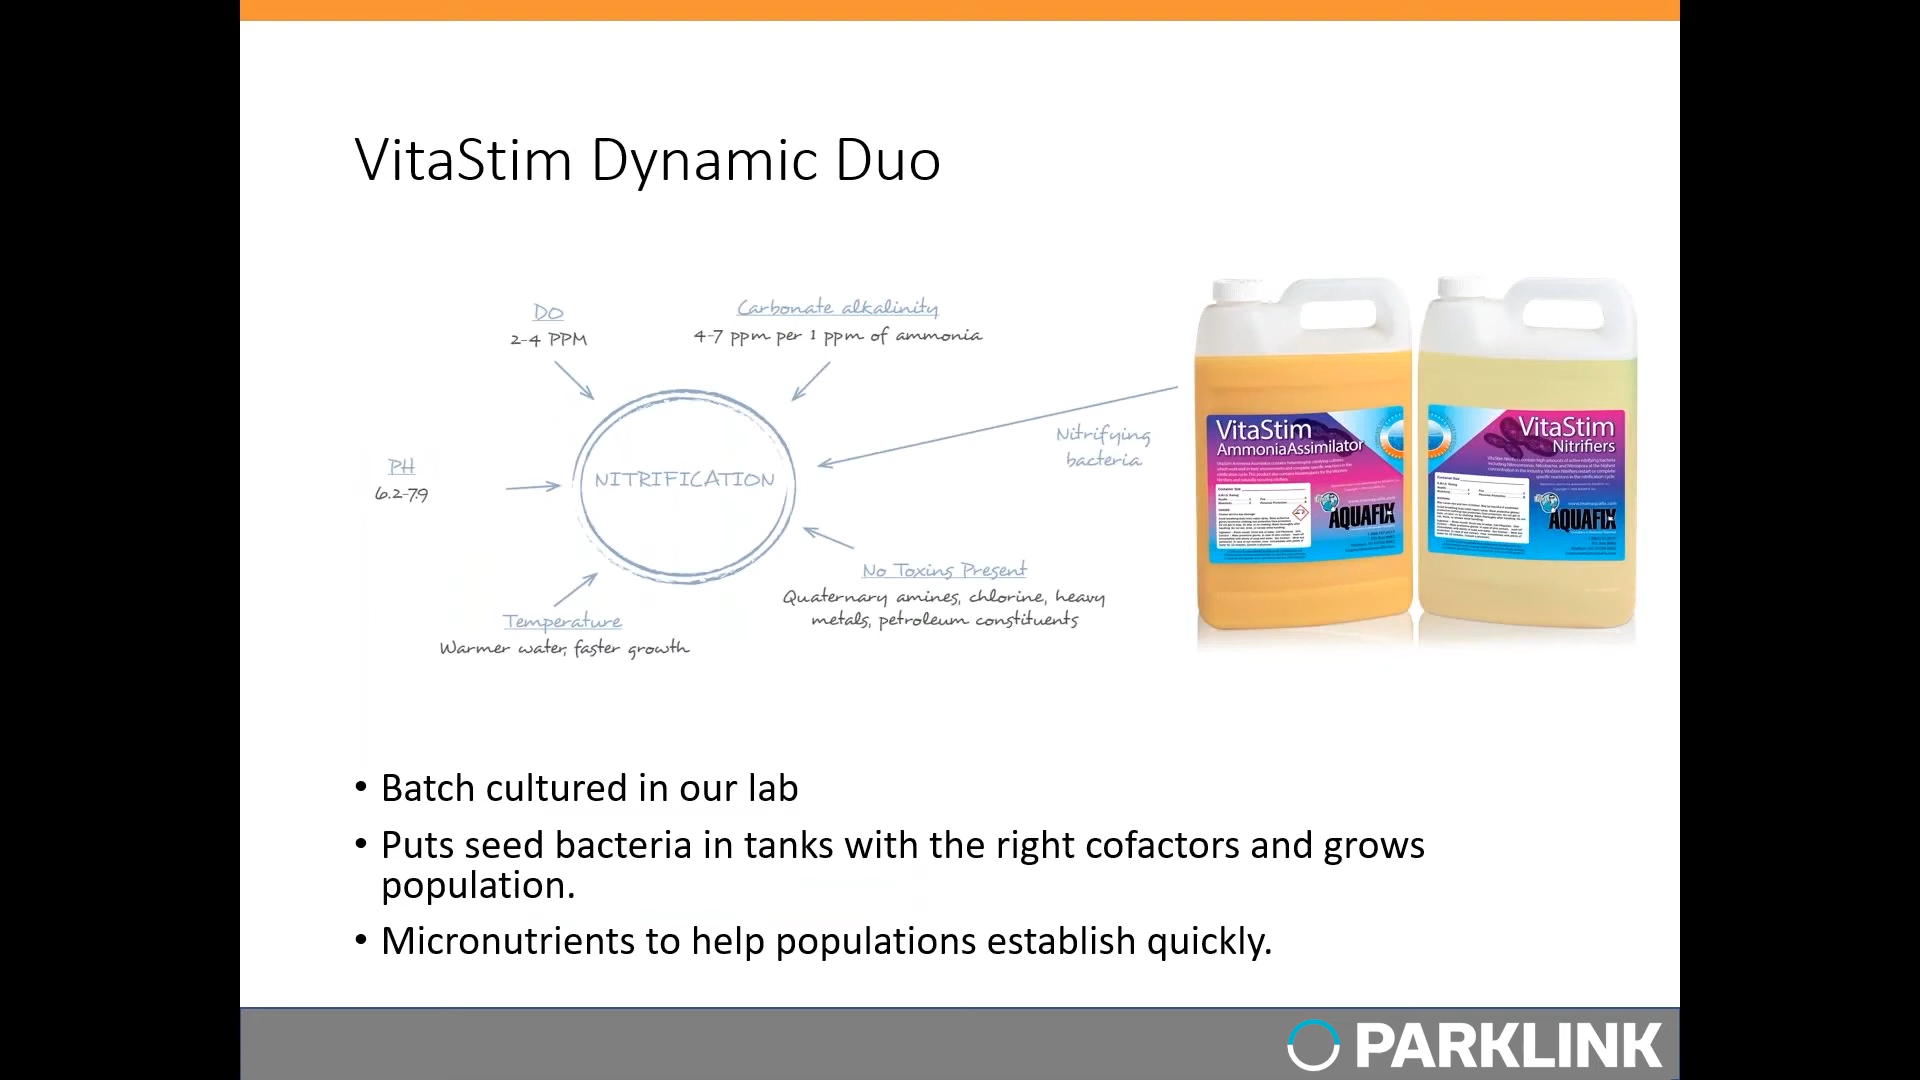 VitaStim Dynamic Duo
DO
2-4 PPM
Carbonate alkalinity
4-7 ppm per 1 ppm of ammonia
Nitrifying
bacteria
PH
6.2-7.9
NITRIFICATION
No Toxins Present
Quaternary amines, chlorine, heavy
metals, petroleum constituents
Temperature
Warmer water, faster growth
VitaStim
AmmoniaAssimilator
AQUAFIX
VitaStim
Nitrifiers
AQUAFIX
• Batch cultured in our lab
• Puts seed bacteria in tanks with the right cofactors and grows
population.
• Micronutrients to help populations establish quickly.
PARKLINK